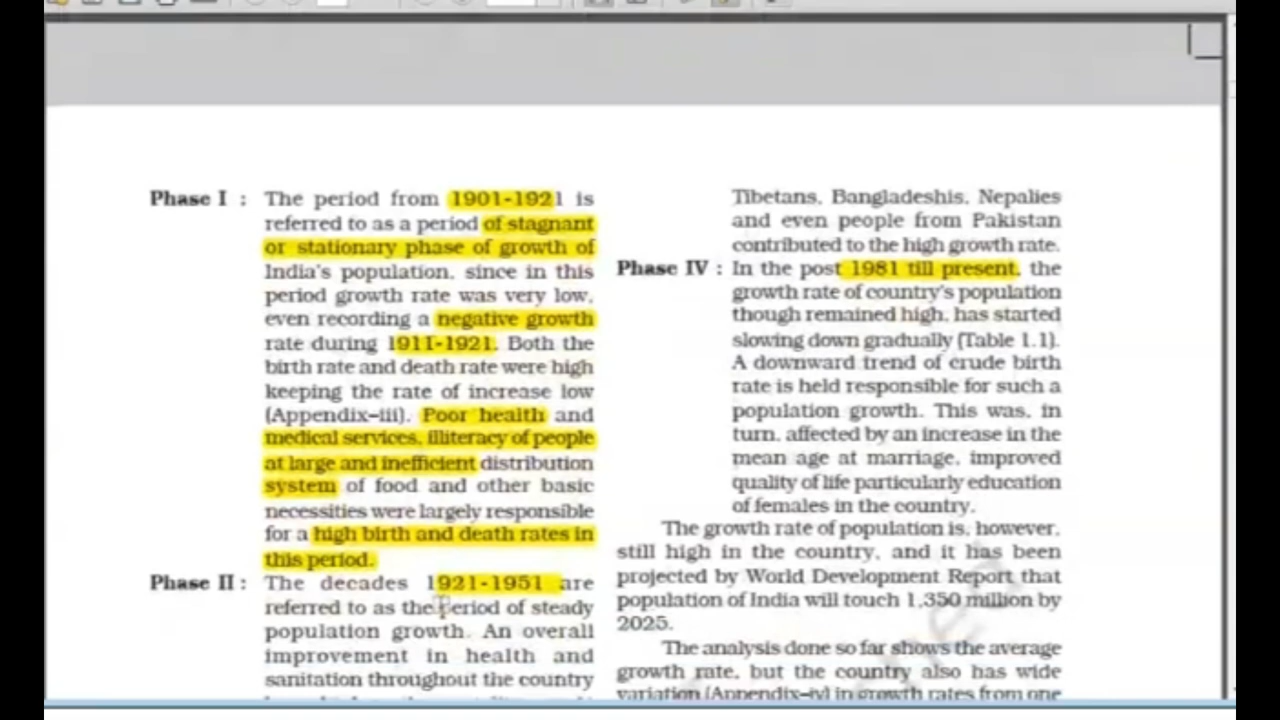 Phase I : The period from 1901-1921 is
referred to as a period of stagnant
or stationary phase of growth of
India's population, since in this
period growth rate was very low,
even recording a negative growth
rate during 1911-1921. Both the
birth rate and death rate were high
keeping the rate of increase low
(Appendix–iii). Poor health and
medical services, illiteracy of people
at large and inefficient distribution
system of food and other basic
necessities were largely responsible
for a high birth and death rates in
this period.
Phase II : The decades 1921-1951 are
referred to as the period of steady
population growth. An overall
improvement in health and
sanitation throughout the country
Tibetans, Bangladeshis, Nepalies
and even people from Pakistan
contributed to the high growth rate.
Phase IV : In the post 1981 till present, the
growth rate of country's population
though remained high, has started
slowing down gradually (Table 1.1).
A downward trend of crude birth
rate is held responsible for such a
population growth. This was, in
turn, affected by an increase in the
mean age at marriage, improved
quality of life particularly education
of females in the country.
The growth rate of population is, however,
still high in the country, and it has been
projected by World Development Report that
population of India will touch 1,350 million by
2025.
The analysis done so far shows the average
growth rate, but the country also has wide
variation (Appendix–iv) in growth rates from one